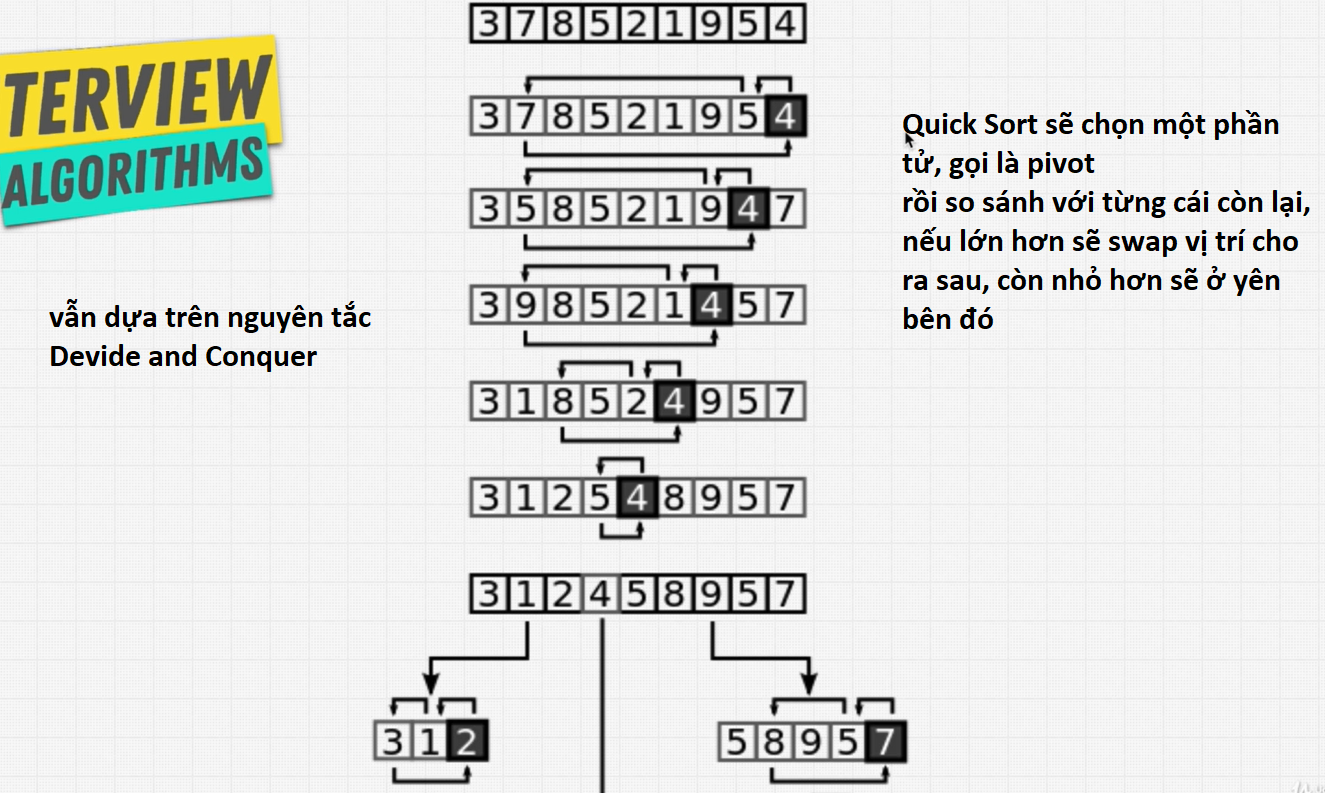 3 7 8 5 2 1 9 5 4
TERVIEW
ALGORITHMS
3 7 8 5 2 1 9 5 4
Quick Sort sẽ chọn một phần
tử, gọi là pivot
rồi so sánh với từng cái còn lại,
nếu lớn hơn sẽ swap vị trí cho
ra sau, còn nhỏ hơn sẽ ở yên
bên đó
3 5 8 5 2 1 9 4 7
3 9 8 5 2 1 4 5 7
vẫn dựa trên nguyên tắc
Devide and Conquer
3 1 8 5 2 4 9 5 7
3 1 2 5 4 8 9 5 7
3 1 2 4 5 8 9 5 7
3 1 2
5 8 9 5 7